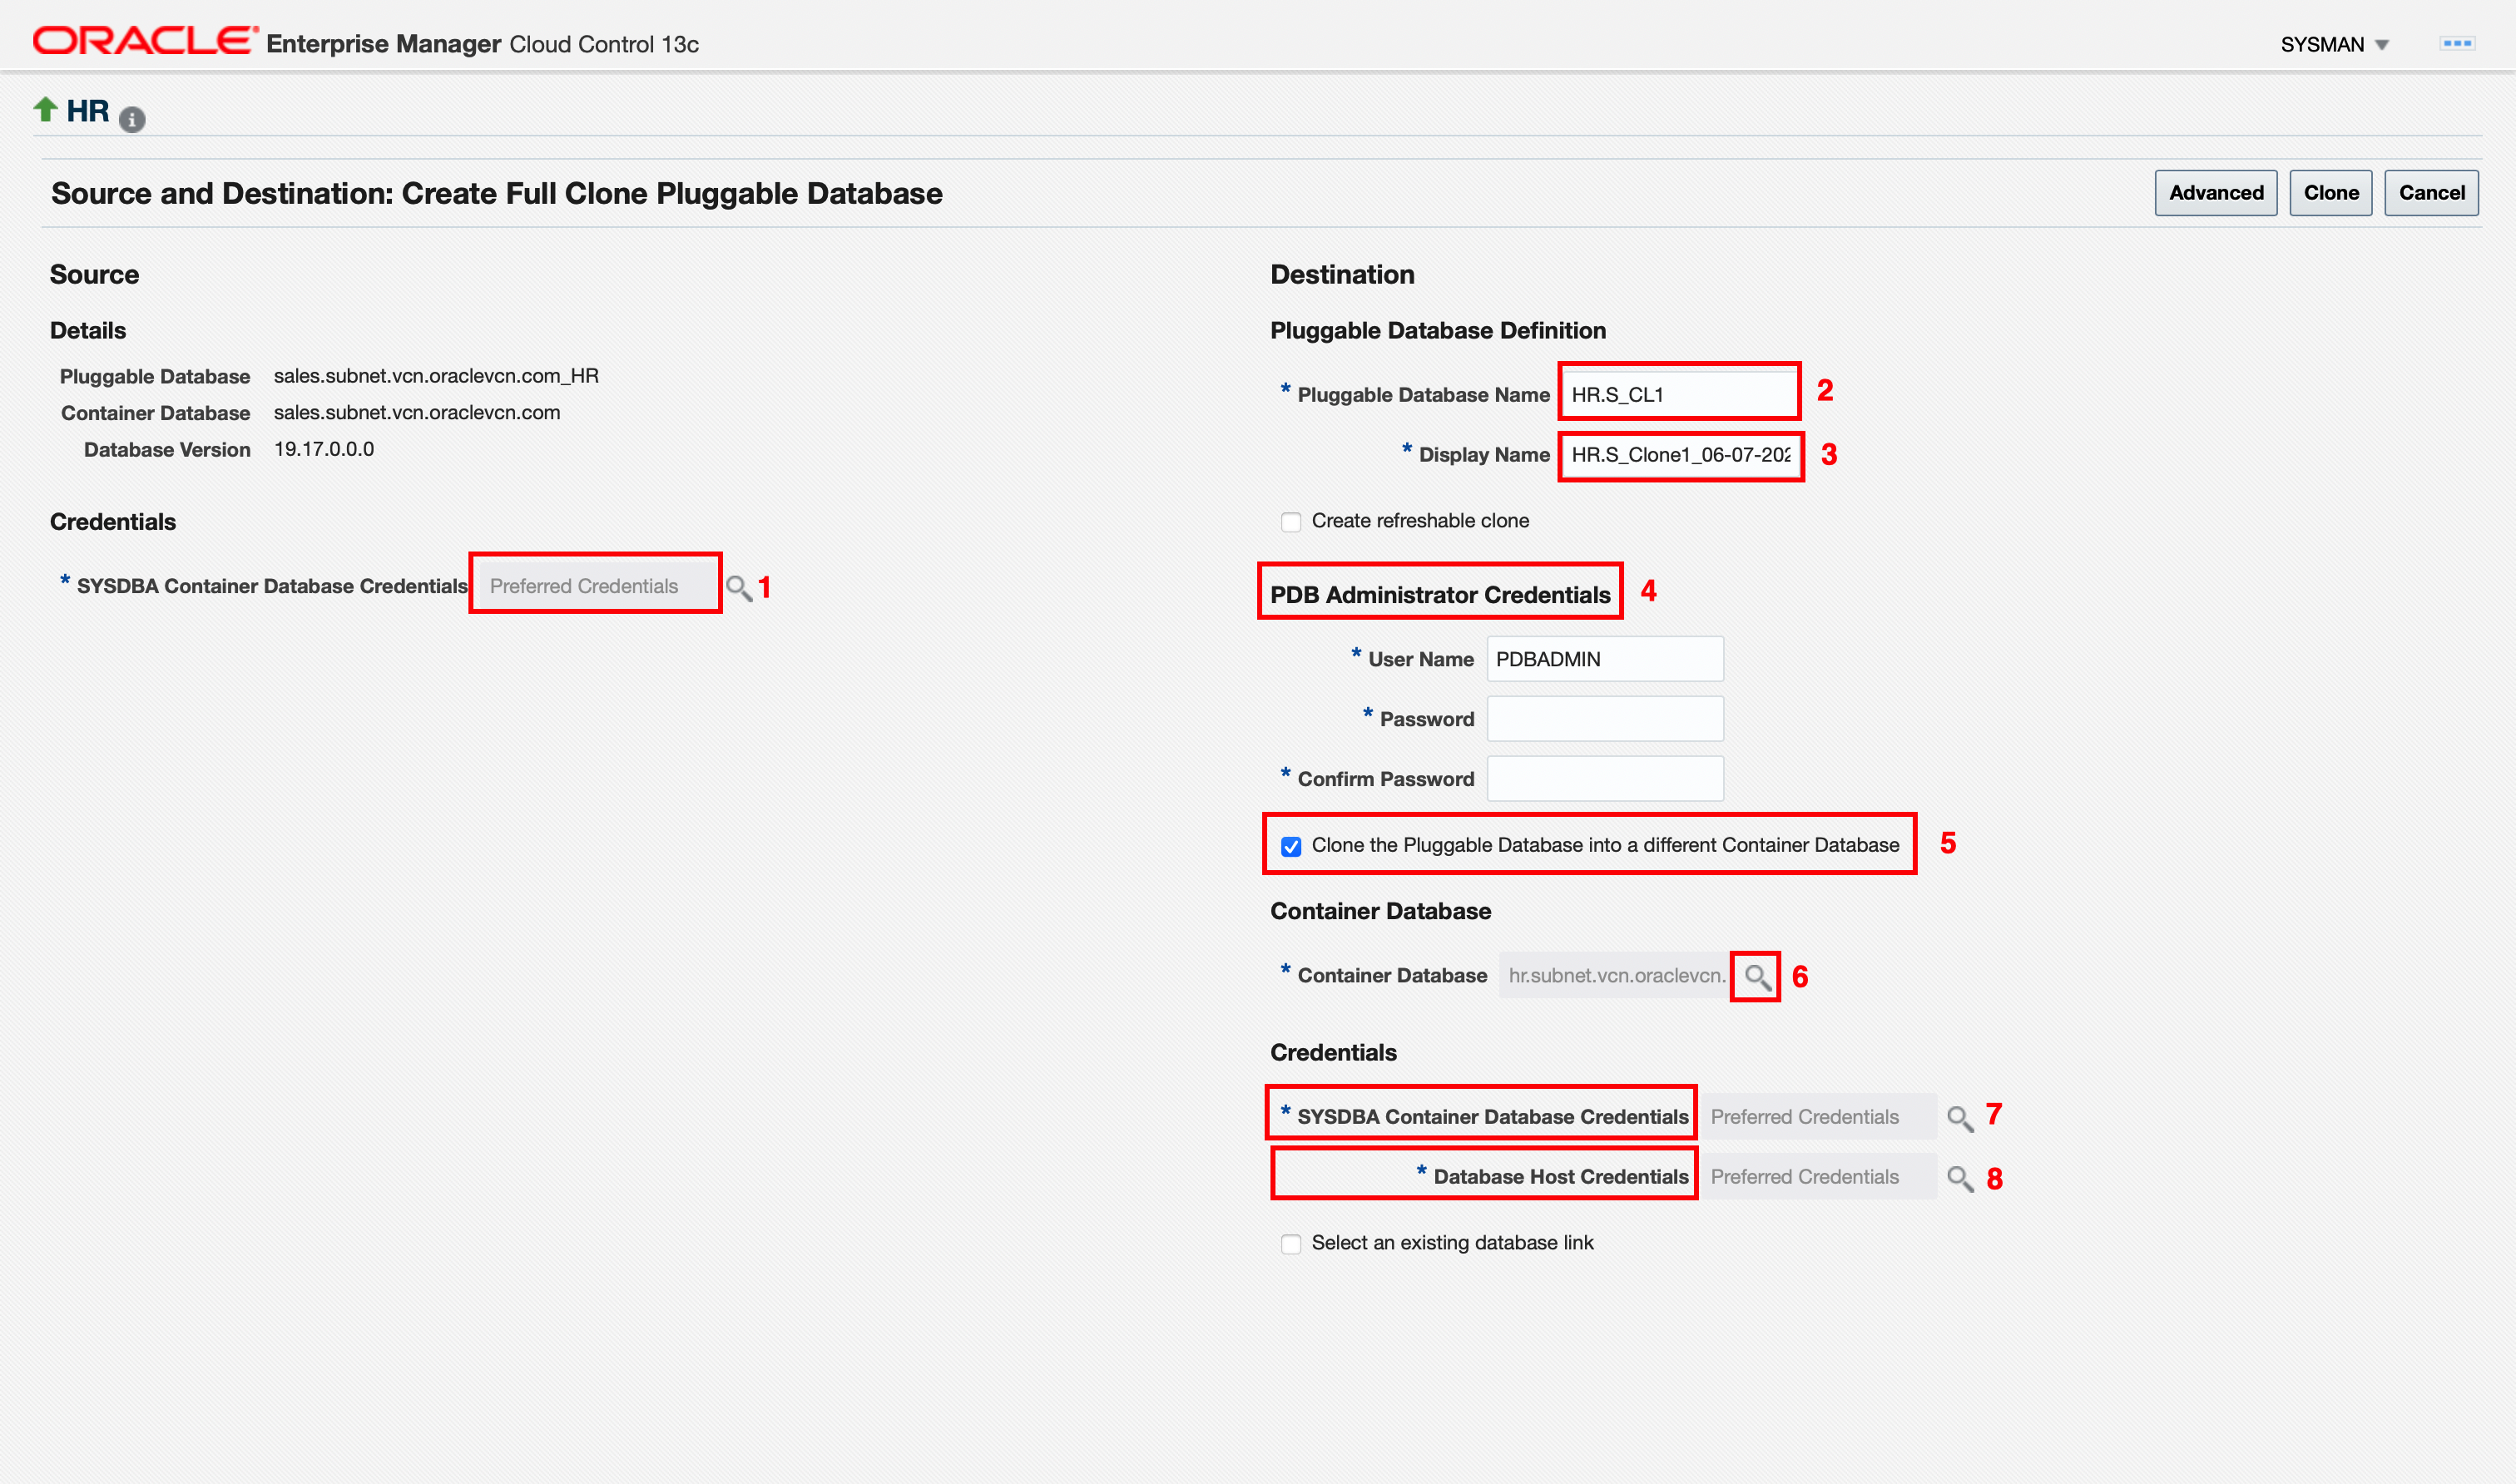 ORACLE Enterprise Manager Cloud Control 13c
SYSMAN
HR
Source and Destination: Create Full Clone Pluggable Database
Advanced
Clone
Cancel
Source
Details
Pluggable Database sales.subnet.vcn.oraclevcn.com_HR
Container Database sales.subnet.vcn.oraclevcn.com
Database Version 19.17.0.0.0
Credentials
* SYSDBA Container Database Credentials Preferred Credentials 1
Destination
Pluggable Database Definition
* Pluggable Database Name HR.S_CL1 2
* Display Name HR.S_Clone1_06-07-202 3
Create refreshable clone
PDB Administrator Credentials 4
* User Name PDBADMIN
* Password
* Confirm Password
Clone the Pluggable Database into a different Container Database 5
Container Database
* Container Database hr.subnet.vcn.oraclevcn. 6
Credentials
* SYSDBA Container Database Credentials Preferred Credentials 7
* Database Host Credentials Preferred Credentials 8
Select an existing database link